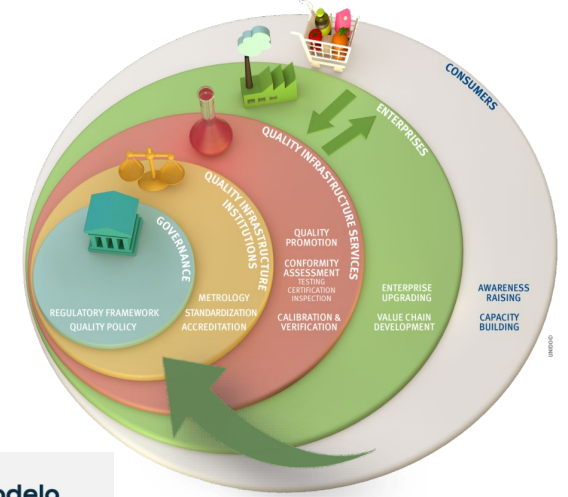 CONSUMERS
ENTERPRISES
QUALITY INFRASTRUCTURE SERVICES
QUALITY INFRASTRUCTURE
INSTITUTIONS
GOVERNANCE
QUALITY
PROMOTION
CONFORMITY
ASSESSMENT
TESTING
CERTIFICATION
INSPECTION
CALIBRATION &
VERIFICATION
METROLOGY
STANDARDIZATION
ACCREDITATION
REGULATORY FRAMEWORK
QUALITY POLICY
ENTERPRISE
UPGRADING
VALUE CHAIN
DEVELOPMENT
AWARENESS
RAISING
CAPACITY
BUILDING
UNIDO©